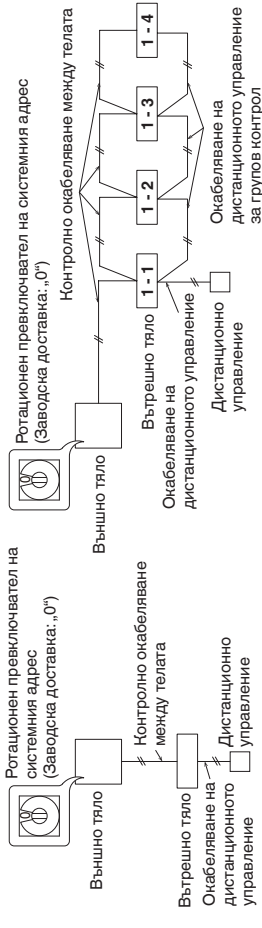 Ротационен превключвател на
системния адрес
(Заводска доставка: „0“)
0
Външно тяло
Контролно окабеляване
между телата
Вътрешно тяло
Окабеляване на
дистанционното
управление
Дистанционно
управление
Ротационен превключвател на системния адрес
(Заводска доставка: „0“)
0
Външно тяло
Контролно окабеляване между телата
1 - 1
1 - 2
1 - 3
1 - 4
Вътрешно тяло
Окабеляване на
дистанционното управление
Дистанционно
управление
Окабеляване на
дистанционното управление
за групов контрол